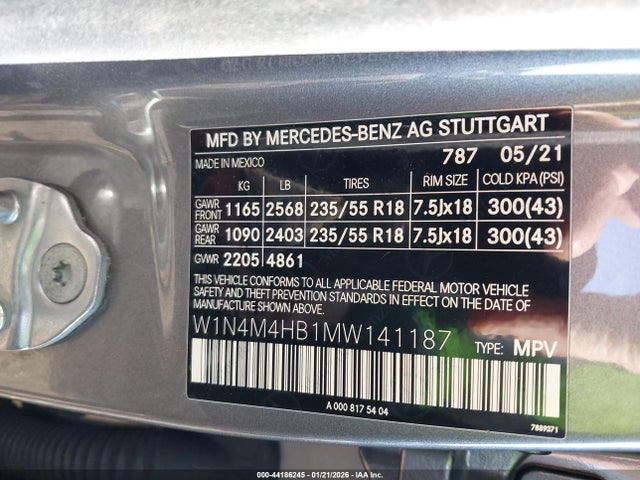 MFD BY MERCEDES-BENZ AG STUTTGART
MADE IN MEXICO 787 05/21
KG LB TIRES RIM SIZE COLD KPA(PSI)
GAWR FRONT 1165 2568 235/55 R18 7.5Jx18 300(43)
GAWR REAR 1090 2403 235/55 R18 7.5Jx18 300(43)
GVWR 2205 4861
THIS VEHICLE CONFORMS TO ALL APPLICABLE FEDERAL MOTOR VEHICLE
SAFETY AND THEFT PREVENTION STANDARDS IN EFFECT ON THE DATE OF
MANUFACTURE SHOWN ABOVE.
W1N4M4HB1MW141187 TYPE: MPV
A 000 817 54 04
7889371
000-44186245 - 01/21/2026 - IAA Inc.